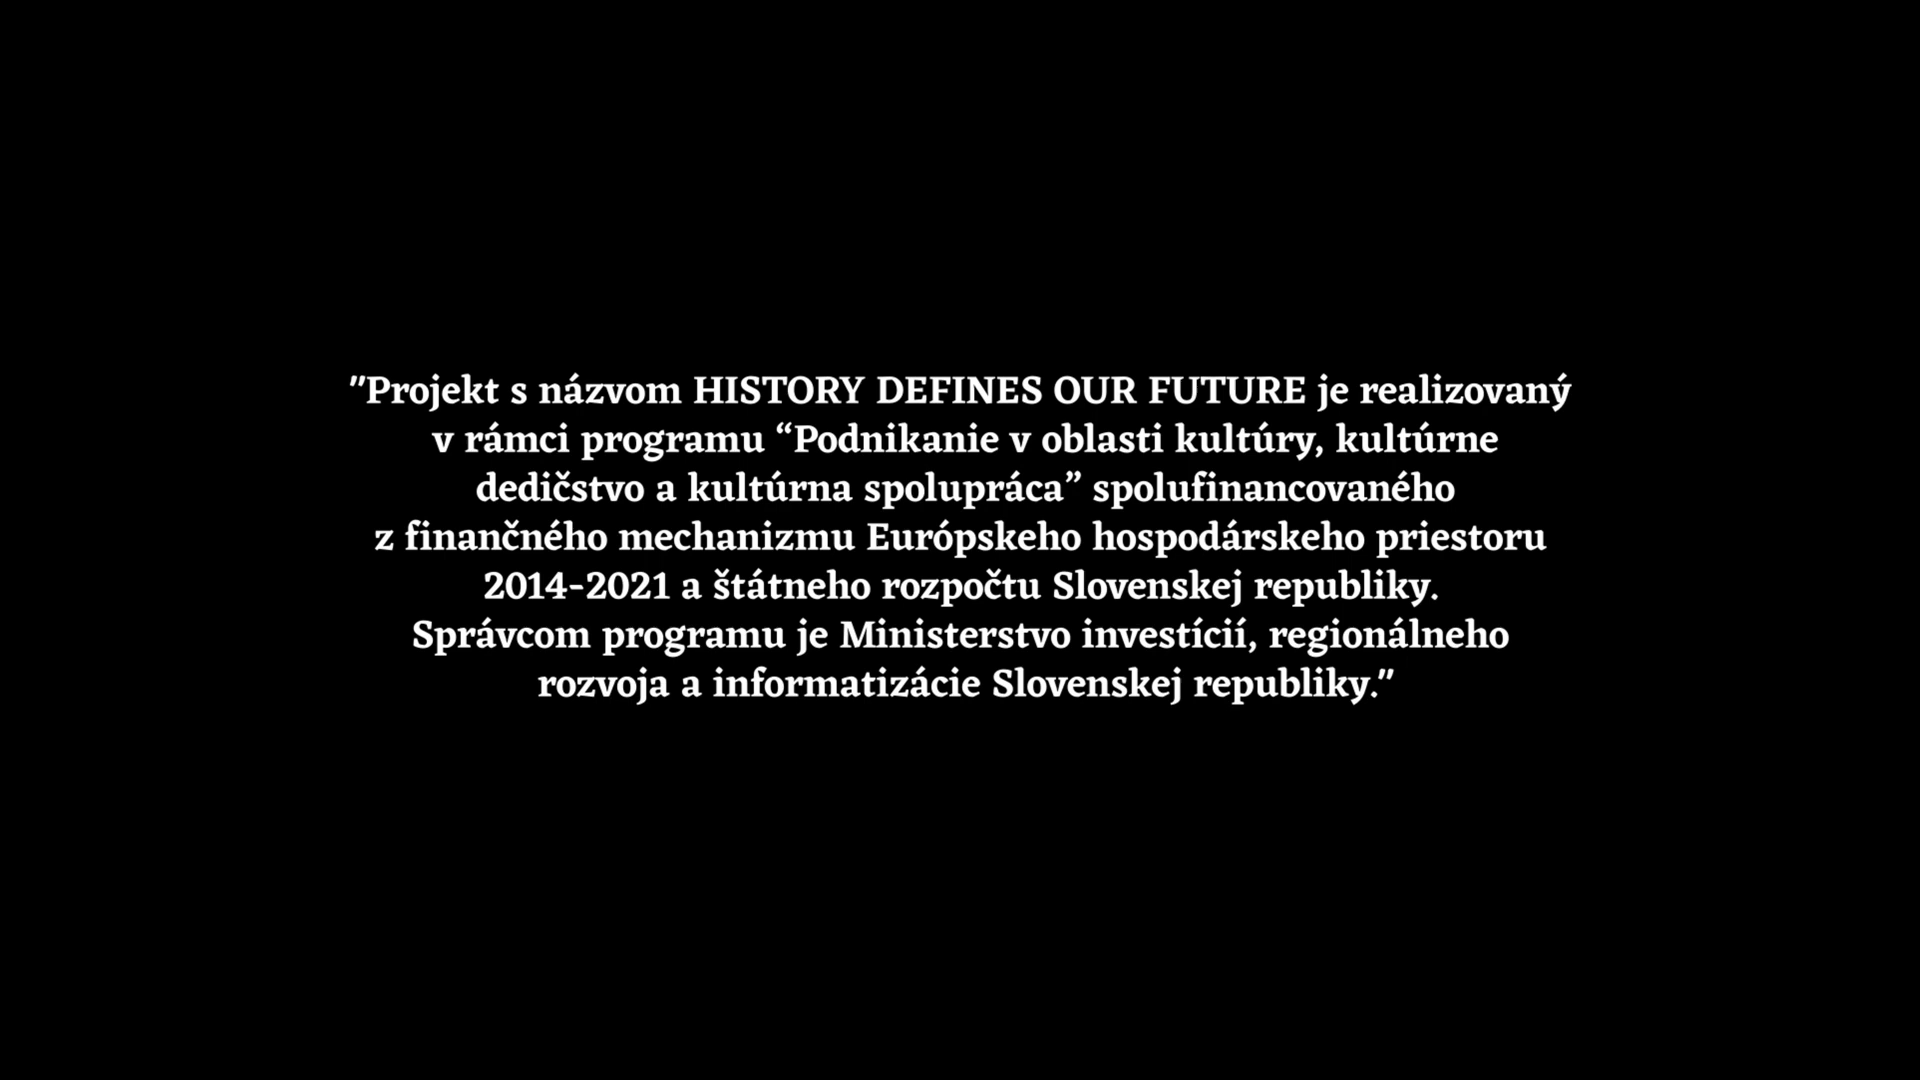 "Projekt s názvom HISTORY DEFINES OUR FUTURE je realizovaný
v rámci programu “Podnikanie v oblasti kultúry, kultúrne
dedičstvo a kultúrna spolupráca” spolufinancovaného
z finančného mechanizmu Európskeho hospodárskeho priestoru
2014-2021 a štátneho rozpočtu Slovenskej republiky.
Správcom programu je Ministerstvo investícií, regionálneho
rozvoja a informatizácie Slovenskej republiky."